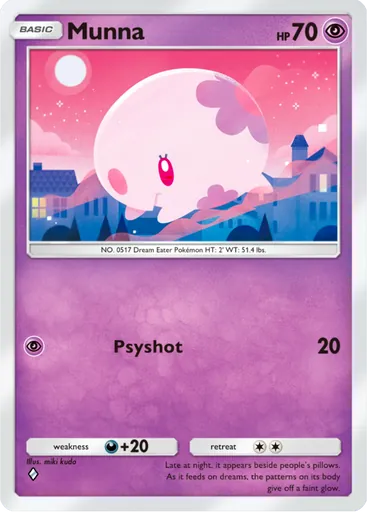 BASIC Munna HP 70
NO. 0517 Dream Eater Pokémon HT: 2' WT: 51.4 lbs.
Psyshot 20
weakness +20 retreat
Illus. miki kudo
Late at night, it appears beside people's pillows.
As it feeds on dreams, the patterns on its body
give off a faint glow.